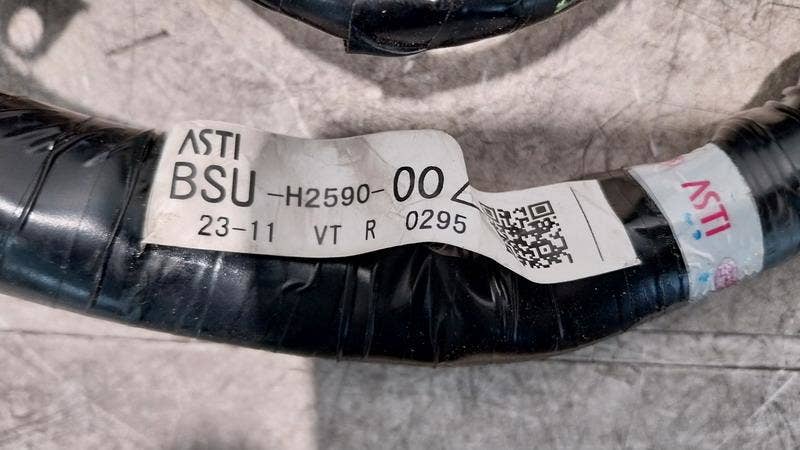 ASTI
BSU-H2590-00
23-11 VT R 0295
ASTI